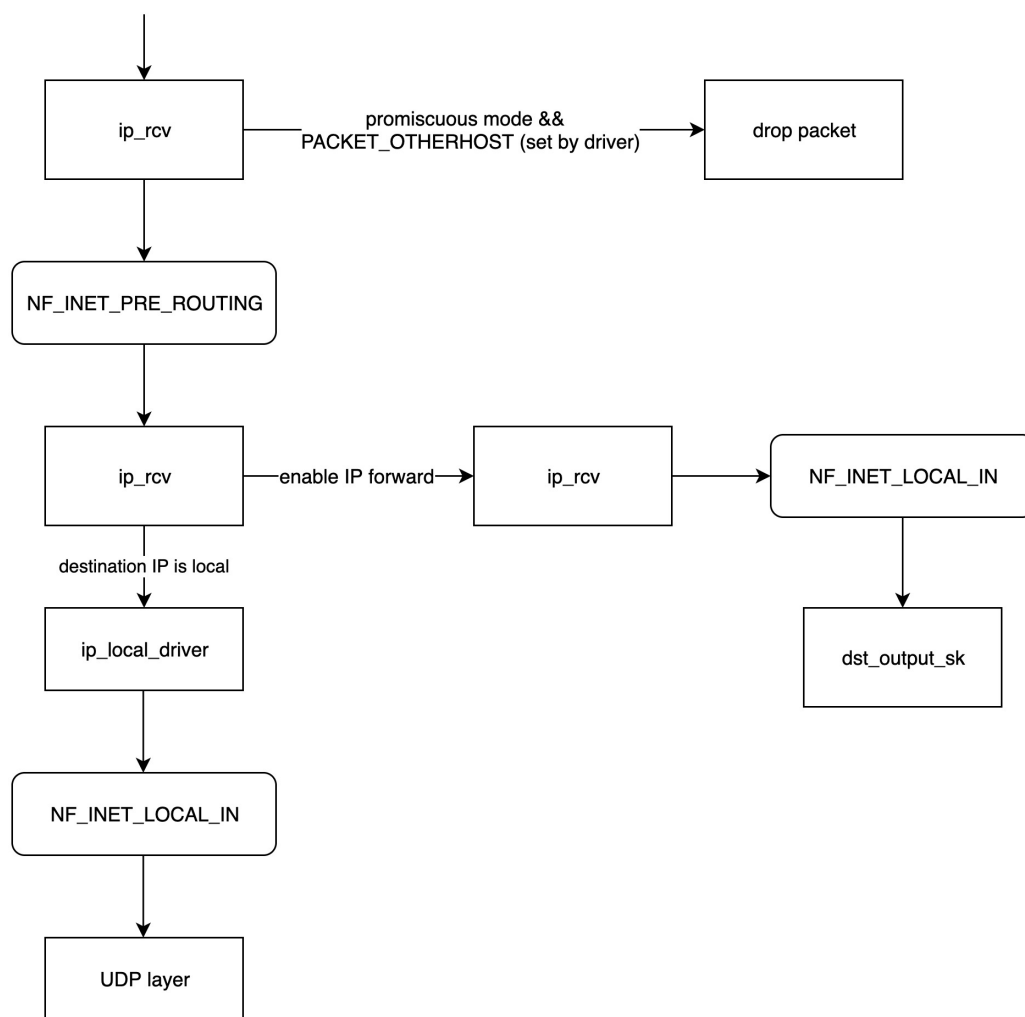 ip_rcv
promiscuous mode &&
PACKET_OTHERHOST (set by driver)
drop packet
NF_INET_PRE_ROUTING
ip_rcv
enable IP forward
ip_rcv
NF_INET_LOCAL_IN
destination IP is local
ip_local_driver
dst_output_sk
NF_INET_LOCAL_IN
UDP layer